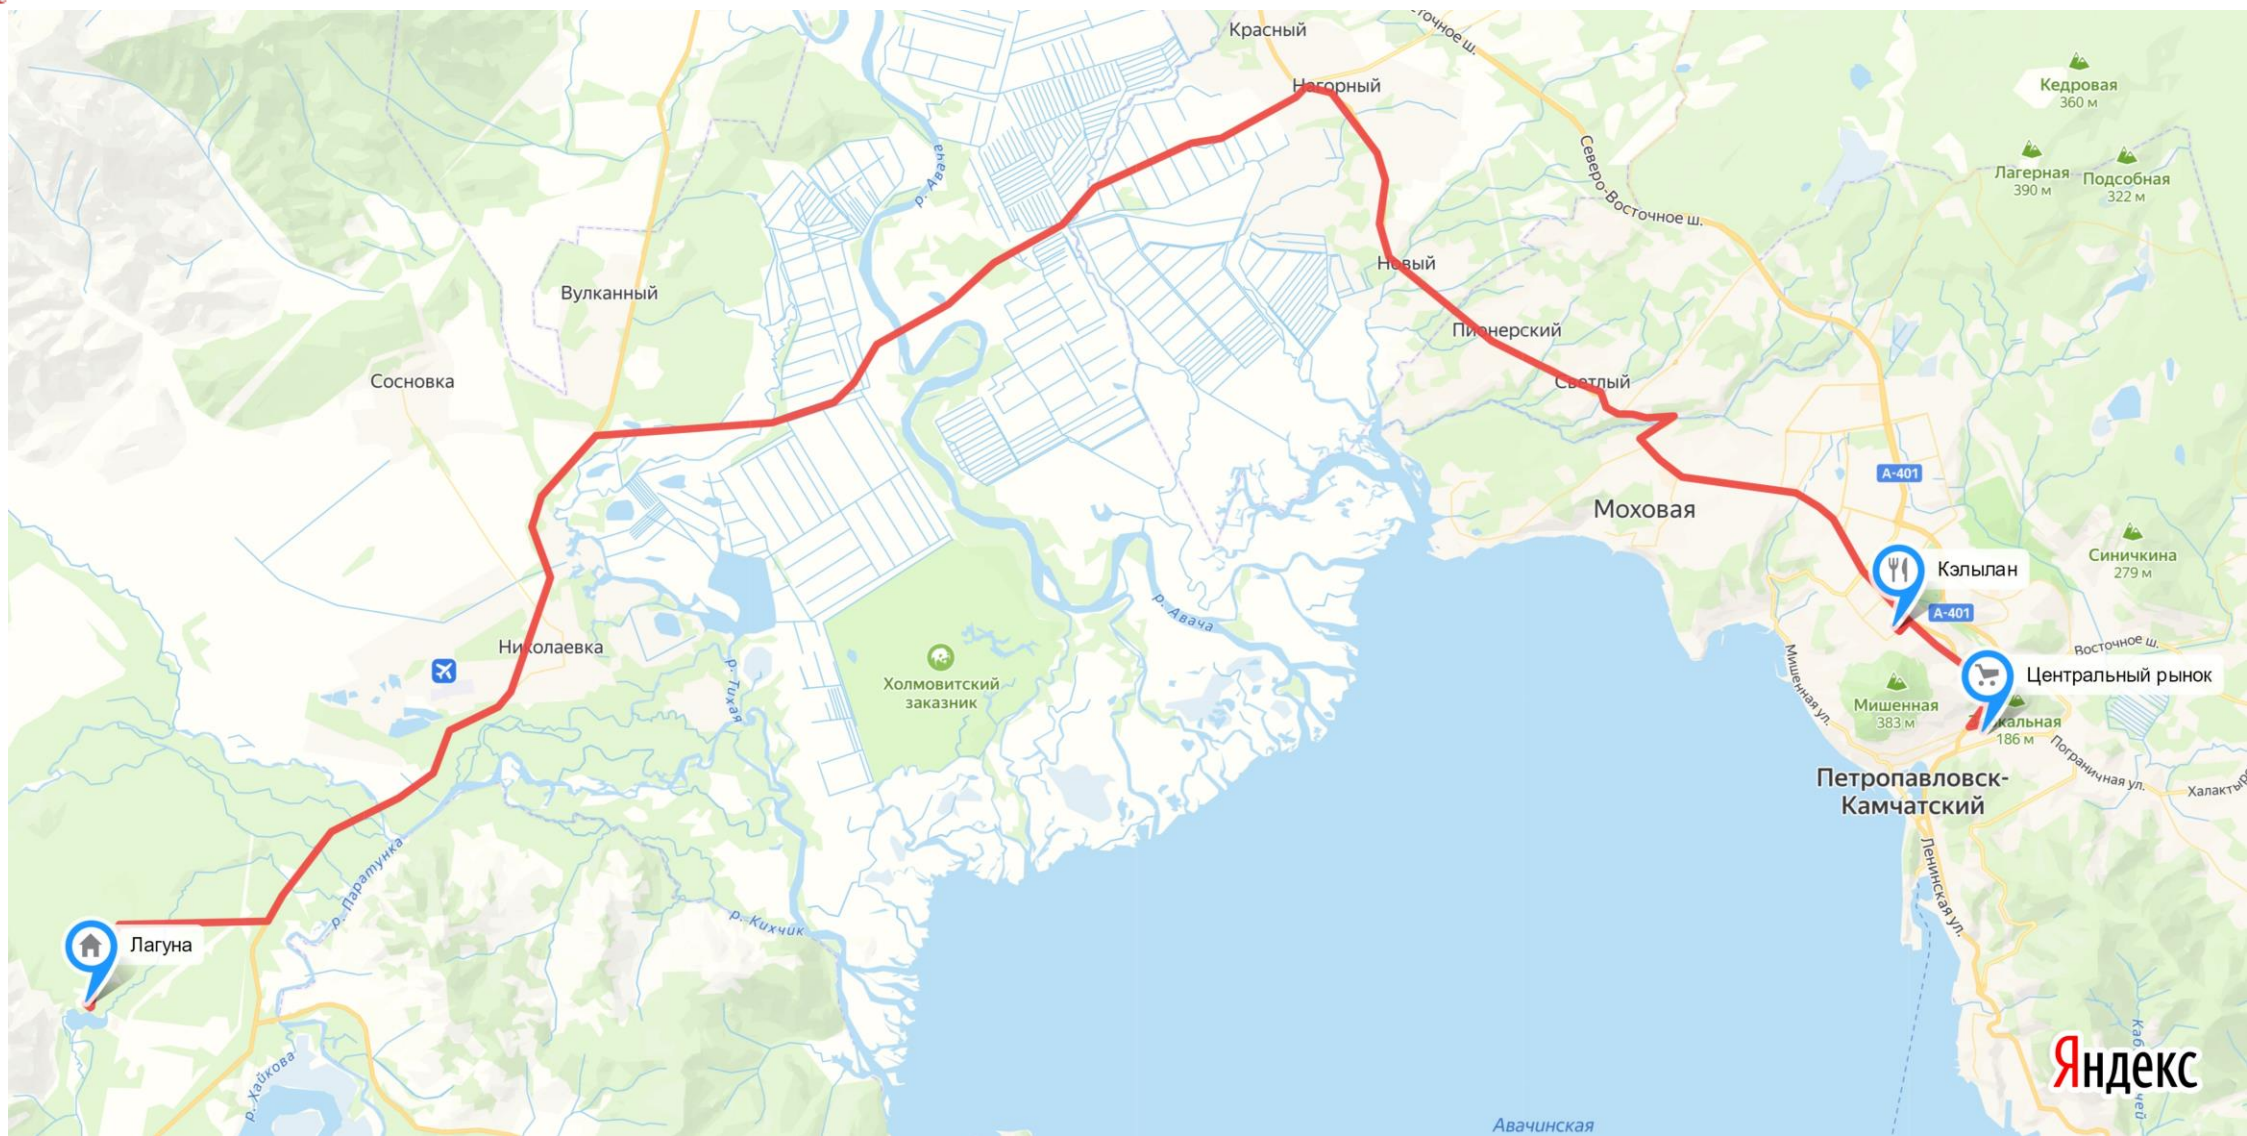 Красный
Восточное ш.
Нагорный
Кедровая
360 м
р. Авача
Северо-Восточное ш.
Лагерная
390 м
Подсобная
322 м
Новый
Вулканный
Пионерский
Сосновка
Светлый
А-401
Моховая
Синичкина
279 м
Кэлылан
р. Авача
А-401
Николаевка
Восточное ш.
Мишенная ул.
Холмовитский
заказник
р. Тихая
Центральный рынок
Мишенная
383 м
186 м
Пограничная ул.
Петропавловск-
Камчатский
р. Паратунка
Ленинская ул.
р. Кихчик
Лагуна
р. Хайкова
Яндекс
Авачинская